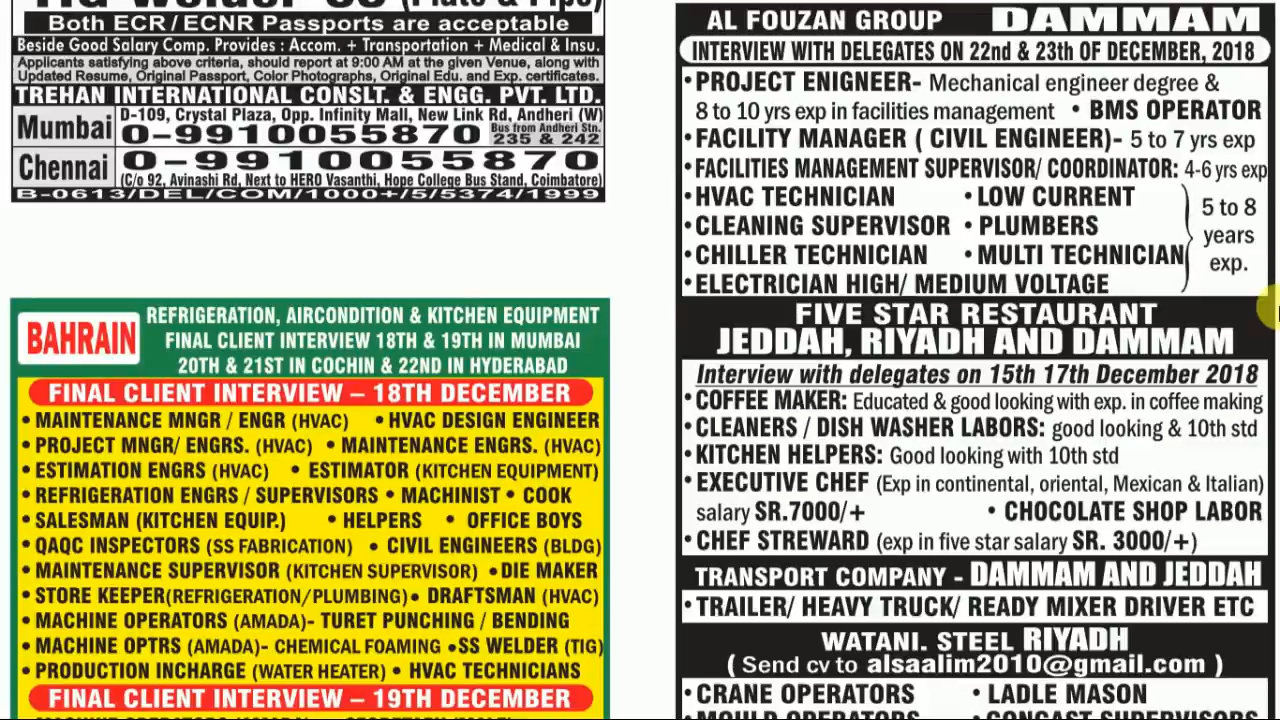 TIG Welder (Plate & Pipe)
Both ECR/ECNR Passports are acceptable
Beside Good Salary Comp. Provides : Accom. + Transportation + Medical & Insu.
Applicants satisfying above criteria, should report at 9:00 AM at the given Venue, along with
Updated Resume, Original Passport, Color Photographs, Original Edu. and Exp. certificates.
TREHAN INTERNATIONAL CONSLT. & ENGG. PVT. LTD.
Mumbai
D-109, Crystal Plaza, Opp. Infinity Mall, New Link Rd, Andheri (W)
0-9910055870
Bus from Andheri Stn.
235 & 242
Chennai
0-9910055870
(C/o 92, Avinashi Rd, Next to HERO Vasanthi, Hope College Bus Stand, Coimbatore)
B-0613/DEL/COM/1000+/5/5374/1999
BAHRAIN
REFRIGERATION, AIRCONDITION & KITCHEN EQUIPMENT
FINAL CLIENT INTERVIEW 18TH & 19TH IN MUMBAI
20TH & 21ST IN COCHIN & 22ND IN HYDERABAD
FINAL CLIENT INTERVIEW – 18TH DECEMBER
• MAINTENANCE MNGR / ENGR (HVAC) • HVAC DESIGN ENGINEER
• PROJECT MNGR/ ENGRS. (HVAC) • MAINTENANCE ENGRS. (HVAC)
• ESTIMATION ENGRS (HVAC) • ESTIMATOR (KITCHEN EQUIPMENT)
• REFRIGERATION ENGRS / SUPERVISORS • MACHINIST • COOK
• SALESMAN (KITCHEN EQUIP.) • HELPERS • OFFICE BOYS
• QAQC INSPECTORS (SS FABRICATION) • CIVIL ENGINEERS (BLDG)
• MAINTENANCE SUPERVISOR (KITCHEN SUPERVISOR) • DIE MAKER
• STORE KEEPER(REFRIGERATION/PLUMBING) • DRAFTSMAN (HVAC)
• MACHINE OPERATORS (AMADA)- TURET PUNCHING / BENDING
• MACHINE OPTRS (AMADA)- CHEMICAL FOAMING • SS WELDER (TIG)
• PRODUCTION INCHARGE (WATER HEATER) • HVAC TECHNICIANS
FINAL CLIENT INTERVIEW – 19TH DECEMBER
AL FOUZAN GROUP DAMMAM
INTERVIEW WITH DELEGATES ON 22nd & 23th OF DECEMBER, 2018
• PROJECT ENIGNEER- Mechanical engineer degree &
8 to 10 yrs exp in facilities management • BMS OPERATOR
• FACILITY MANAGER ( CIVIL ENGINEER)- 5 to 7 yrs exp
• FACILITIES MANAGEMENT SUPERVISOR/ COORDINATOR: 4-6 yrs exp
• HVAC TECHNICIAN • LOW CURRENT
• CLEANING SUPERVISOR • PLUMBERS
• CHILLER TECHNICIAN • MULTI TECHNICIAN
• ELECTRICIAN HIGH/ MEDIUM VOLTAGE
5 to 8
years
exp.
FIVE STAR RESTAURANT
JEDDAH, RIYADH AND DAMMAM
Interview with delegates on 15th 17th December 2018
• COFFEE MAKER: Educated & good looking with exp. in coffee making
• CLEANERS / DISH WASHER LABORS: good looking & 10th std
• KITCHEN HELPERS: Good looking with 10th std
• EXECUTIVE CHEF (Exp in continental, oriental, Mexican & Italian)
salary SR.7000/+ • CHOCOLATE SHOP LABOR
• CHEF STREWARD (exp in five star salary SR. 3000/+)
TRANSPORT COMPANY - DAMMAM AND JEDDAH
• TRAILER/ HEAVY TRUCK/ READY MIXER DRIVER ETC
WATANI. STEEL RIYADH
( Send cv to alsaalim2010@gmail.com )
• CRANE OPERATORS • LADLE MASON
• MOULD OPERATORS • CONCAST SUPERVISORS